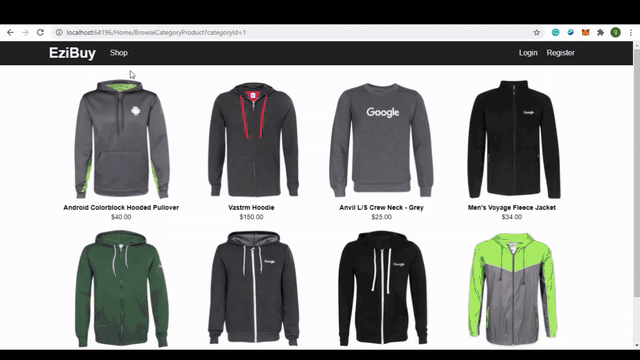 localhost:64196/Home/BrowseCategoryProduct?categoryId=1
EziBuy Shop Login Register
Google
Android Colorblock Hooded Pullover Vastrm Hoodie Anvil L/S Crew Neck - Grey Men's Voyage Fleece Jacket
$40.00 $150.00 $25.00 $34.00
Google Google